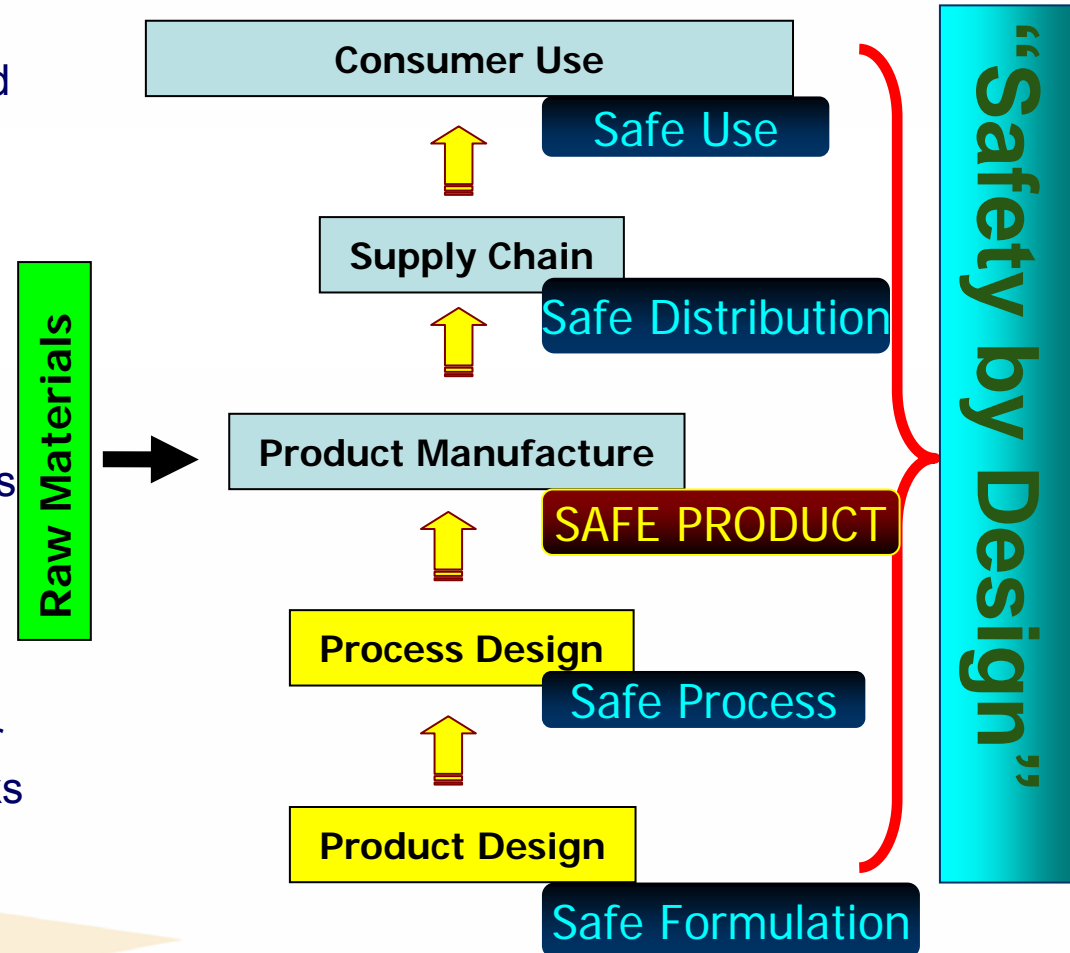 Consumer Use
Safe Use
Supply Chain
Safe Distribution
Raw Materials
Product Manufacture
SAFE PRODUCT
Process Design
Safe Process
Product Design
Safe Formulation
“Safety by Design”